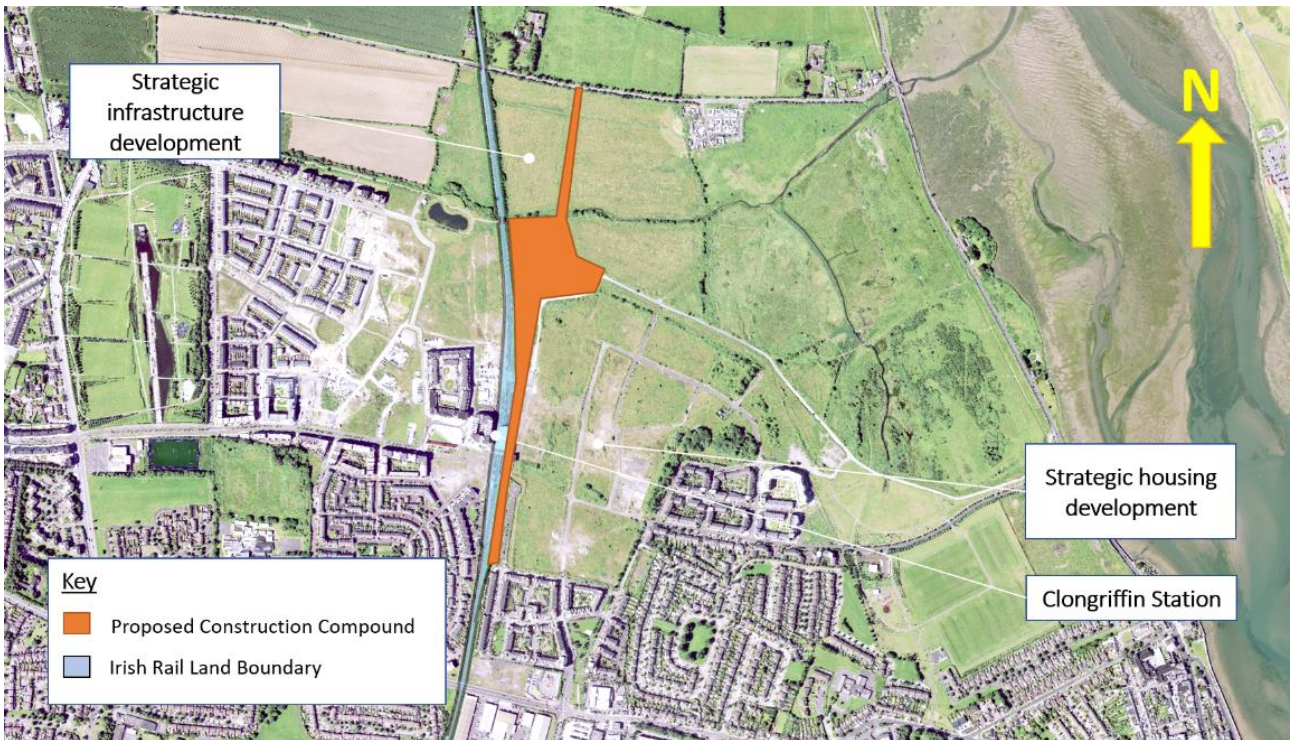 Strategic
infrastructure
development
N
Strategic housing
development
Clongriffin Station
Key
Proposed Construction Compound
Irish Rail Land Boundary